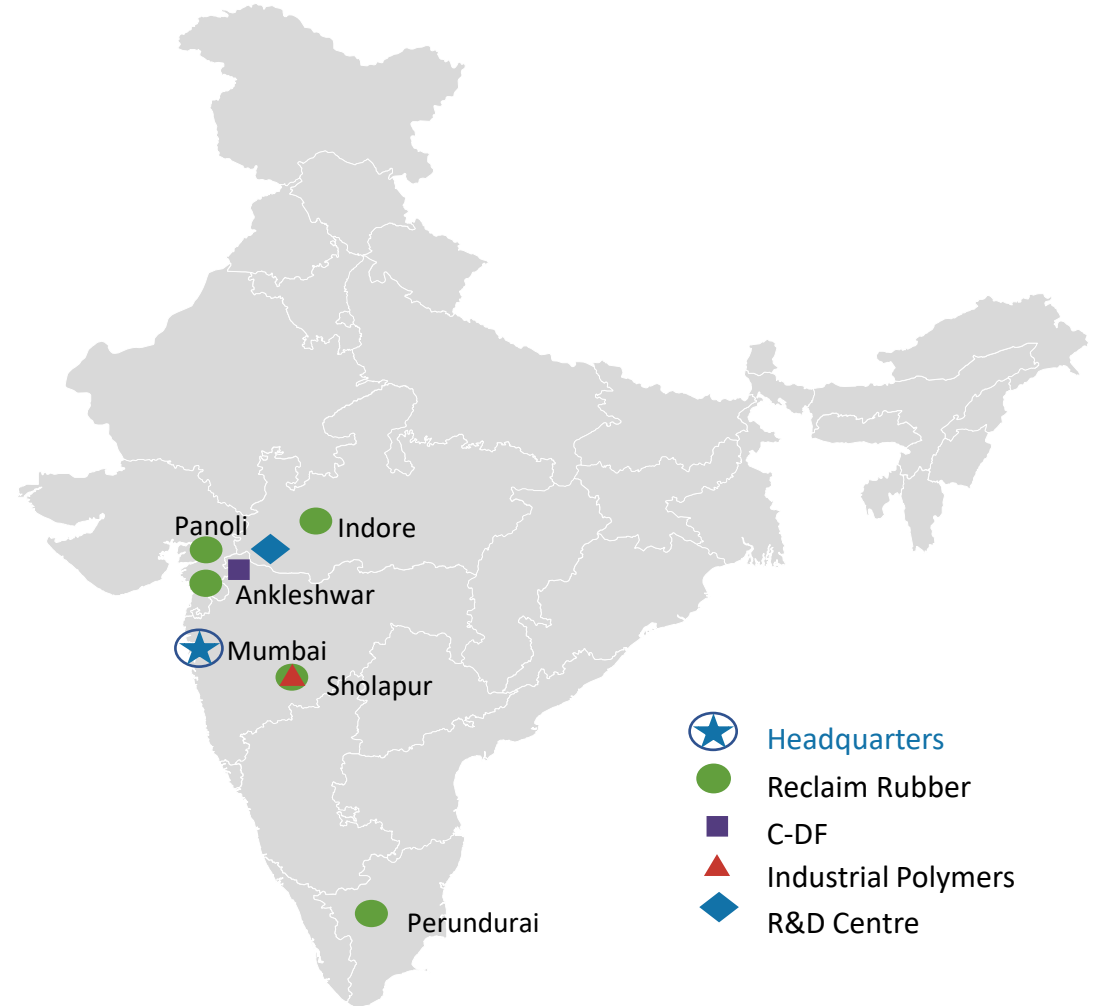 Panoli
Indore
Ankleshwar
Mumbai
Sholapur
Perundurai
Headquarters
Reclaim Rubber
C-DF
Industrial Polymers
R&D Centre